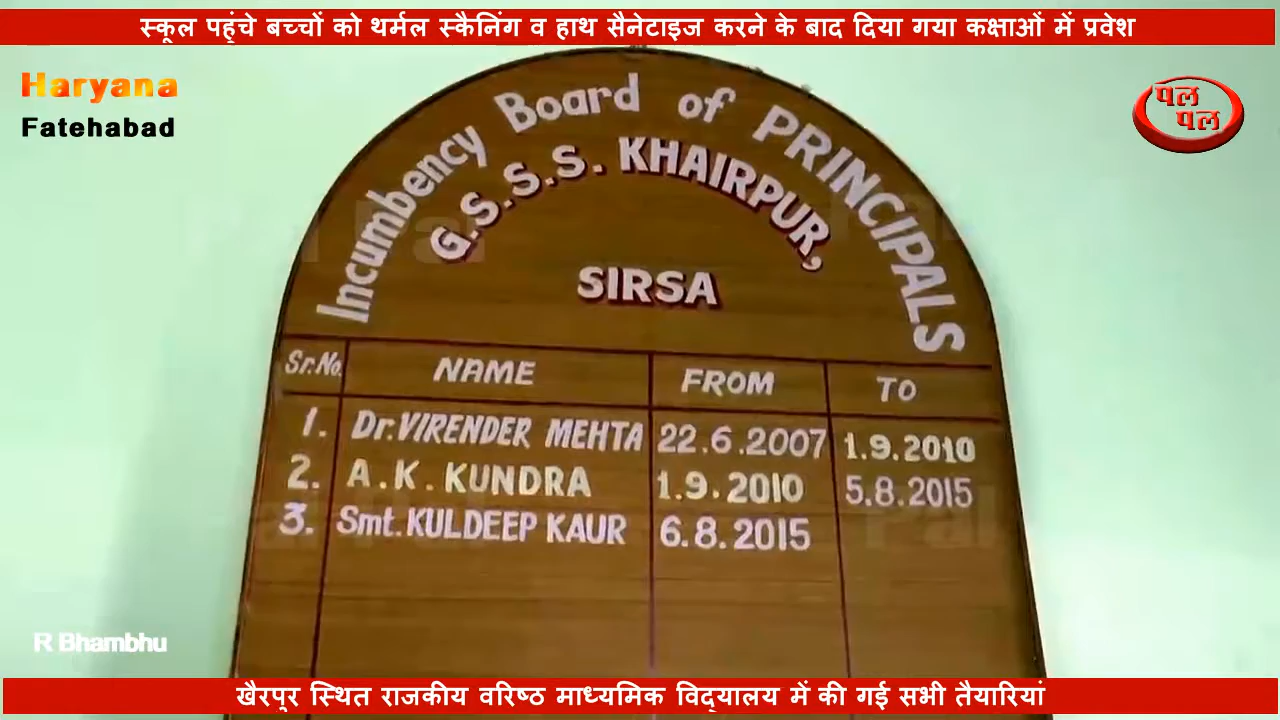 स्कूल पहुंचे बच्चों को थर्मल स्कैनिंग व हाथ सैनेटाइज करने के बाद दिया गया कक्षाओं में प्रवेश
Haryana
Fatehabad
पल
पल
Incumbency Board of PRINCIPALS
G.S.S.S. KHAIRPUR,
SIRSA
Sr.No. NAME FROM TO
1. Dr.VIRENDER MEHTA 22.6.2007 1.9.2010
2. A.K. KUNDRA 1.9.2010 5.8.2015
3. Smt.KULDEEP KAUR 6.8.2015
R Bhambhu
खैरपुर स्थित राजकीय वरिष्ठ माध्यमिक विद्यालय में की गई सभी तैयारियां